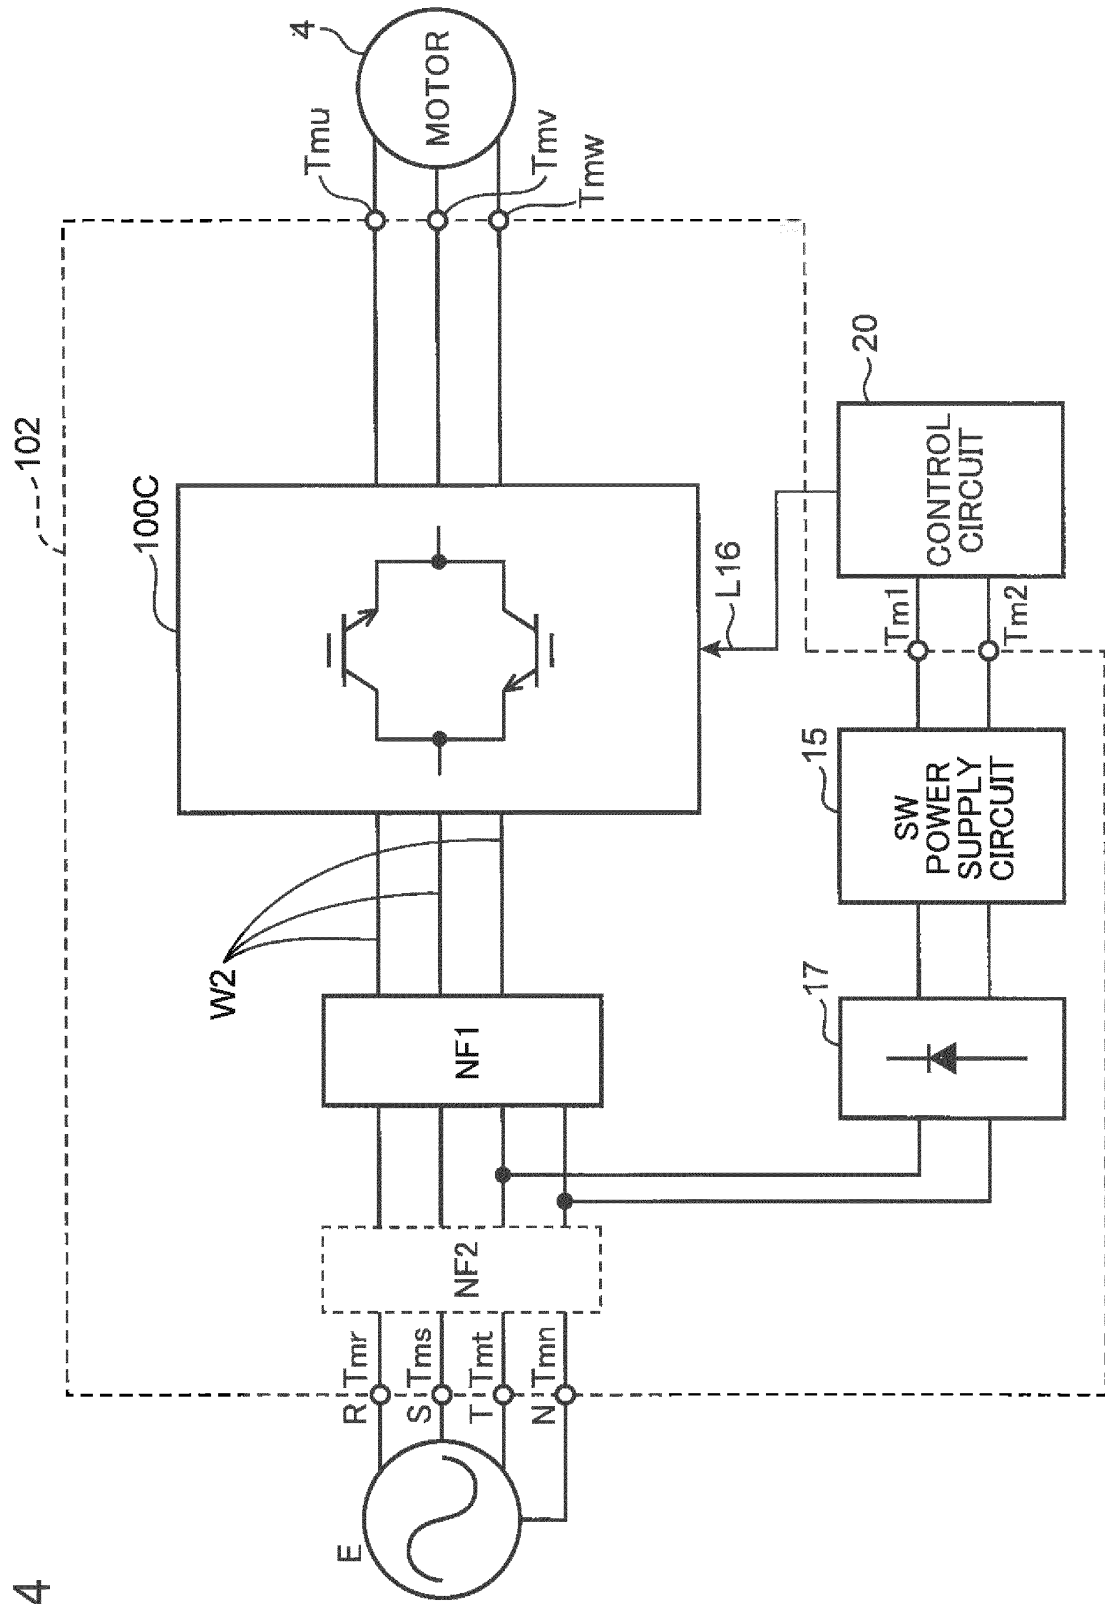 4
102
100C
4
MOTOR
Tmu
Tmv
Tmw
W2
NF1
NF2
E
R Tmr
S Tms
T Tmt
N Tmn
L16
17
15
SW
POWER
SUPPLY
CIRCUIT
Tm1
Tm2
20
CONTROL
CIRCUIT